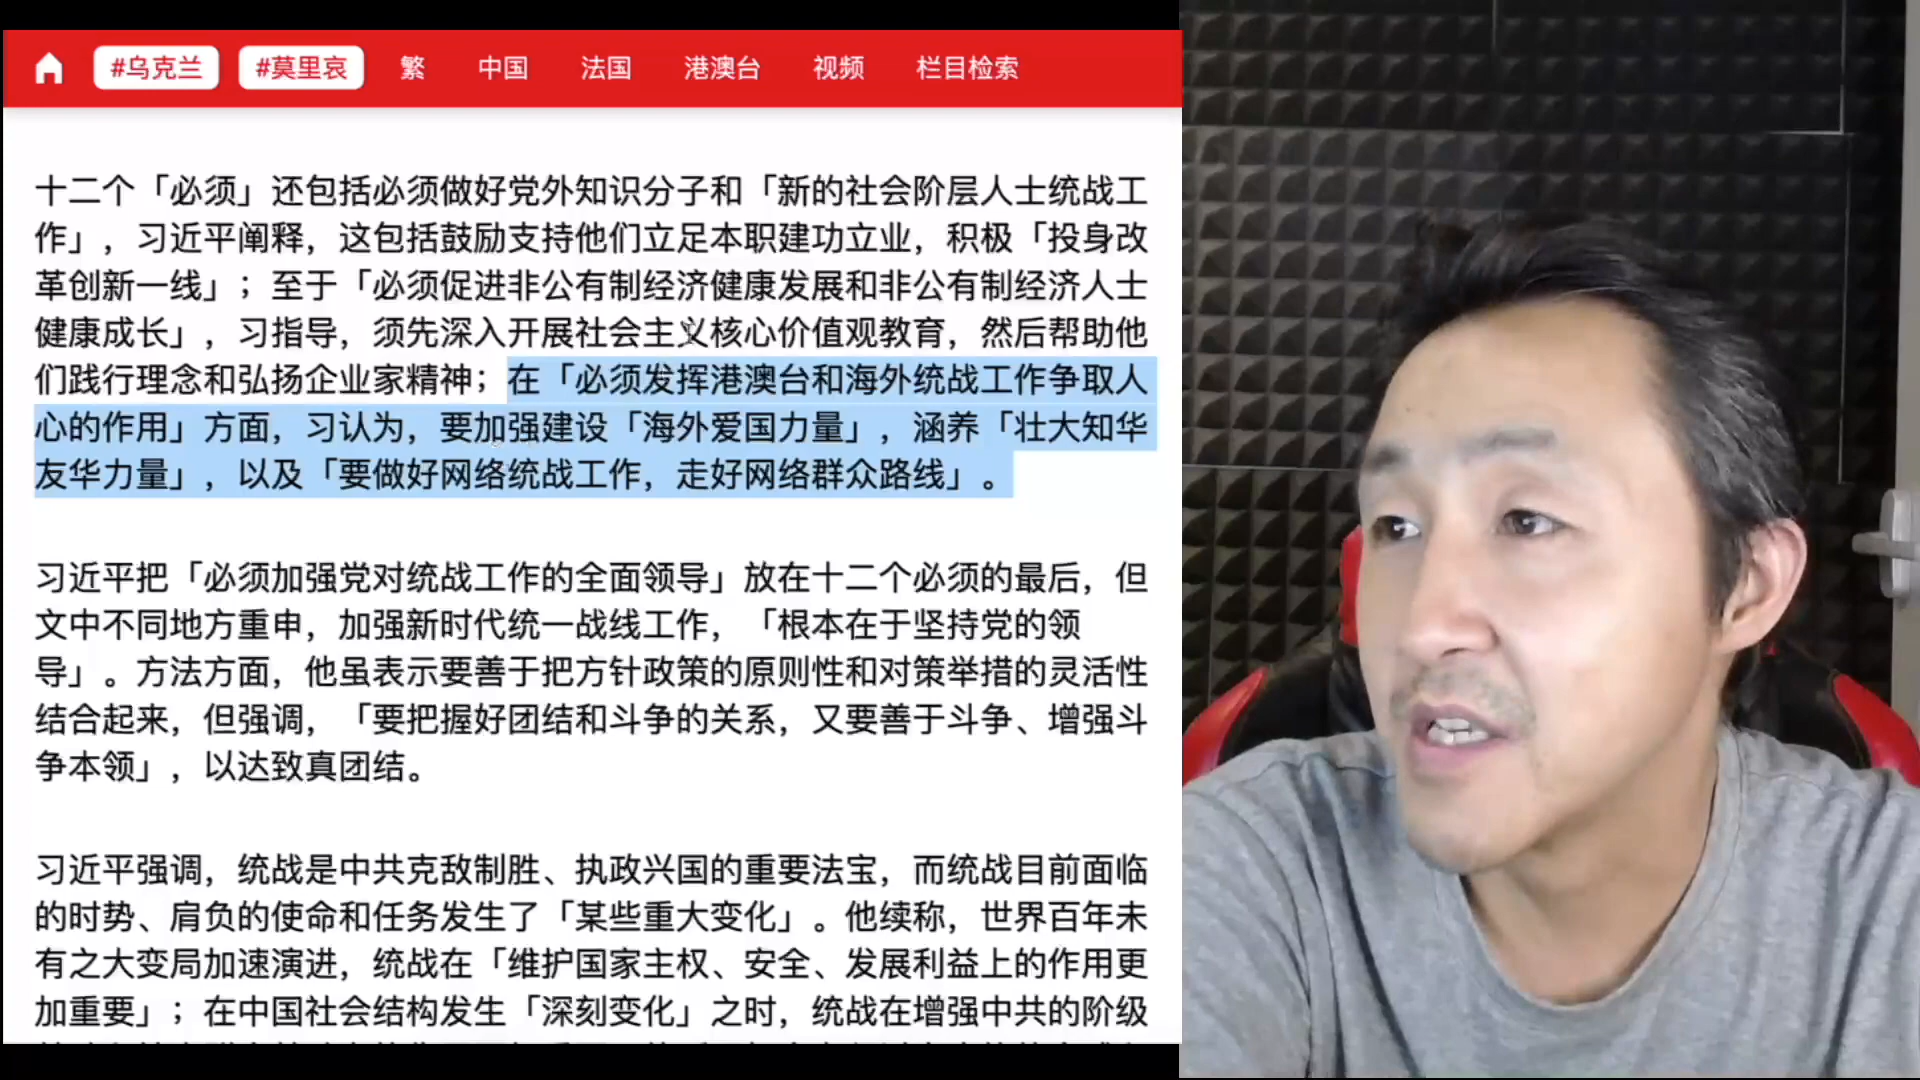 #乌克兰 #莫里哀 繁 中国 法国 港澳台 视频 栏目检索
十二个「必须」还包括必须做好党外知识分子和「新的社会阶层人士统战工
作」，习近平阐释，这包括鼓励支持他们立足本职建功立业，积极「投身改
革创新一线」；至于「必须促进非公有制经济健康发展和非公有制经济人士
健康成长」，习指导，须先深入开展社会主义核心价值观教育，然后帮助他
们践行理念和弘扬企业家精神；在「必须发挥港澳台和海外统战工作争取人
心的作用」方面，习认为，要加强建设「海外爱国力量」，涵养「壮大知华
友华力量」，以及「要做好网络统战工作，走好网络群众路线」。
习近平把「必须加强党对统战工作的全面领导」放在十二个必须的最后，但
文中不同地方重申，加强新时代统一战线工作，「根本在于坚持党的领
导」。方法方面，他虽表示要善于把方针政策的原则性和对策举措的灵活性
结合起来，但强调，「要把握好团结和斗争的关系，又要善于斗争、增强斗
争本领」，以达致真团结。
习近平强调，统战是中共克敌制胜、执政兴国的重要法宝，而统战目前面临
的时势、肩负的使命和任务发生了「某些重大变化」。他续称，世界百年未
有之大变局加速演进，统战在「维护国家主权、安全、发展利益上的作用更
加重要」；在中国社会结构发生「深刻变化」之时，统战在增强中共的阶级